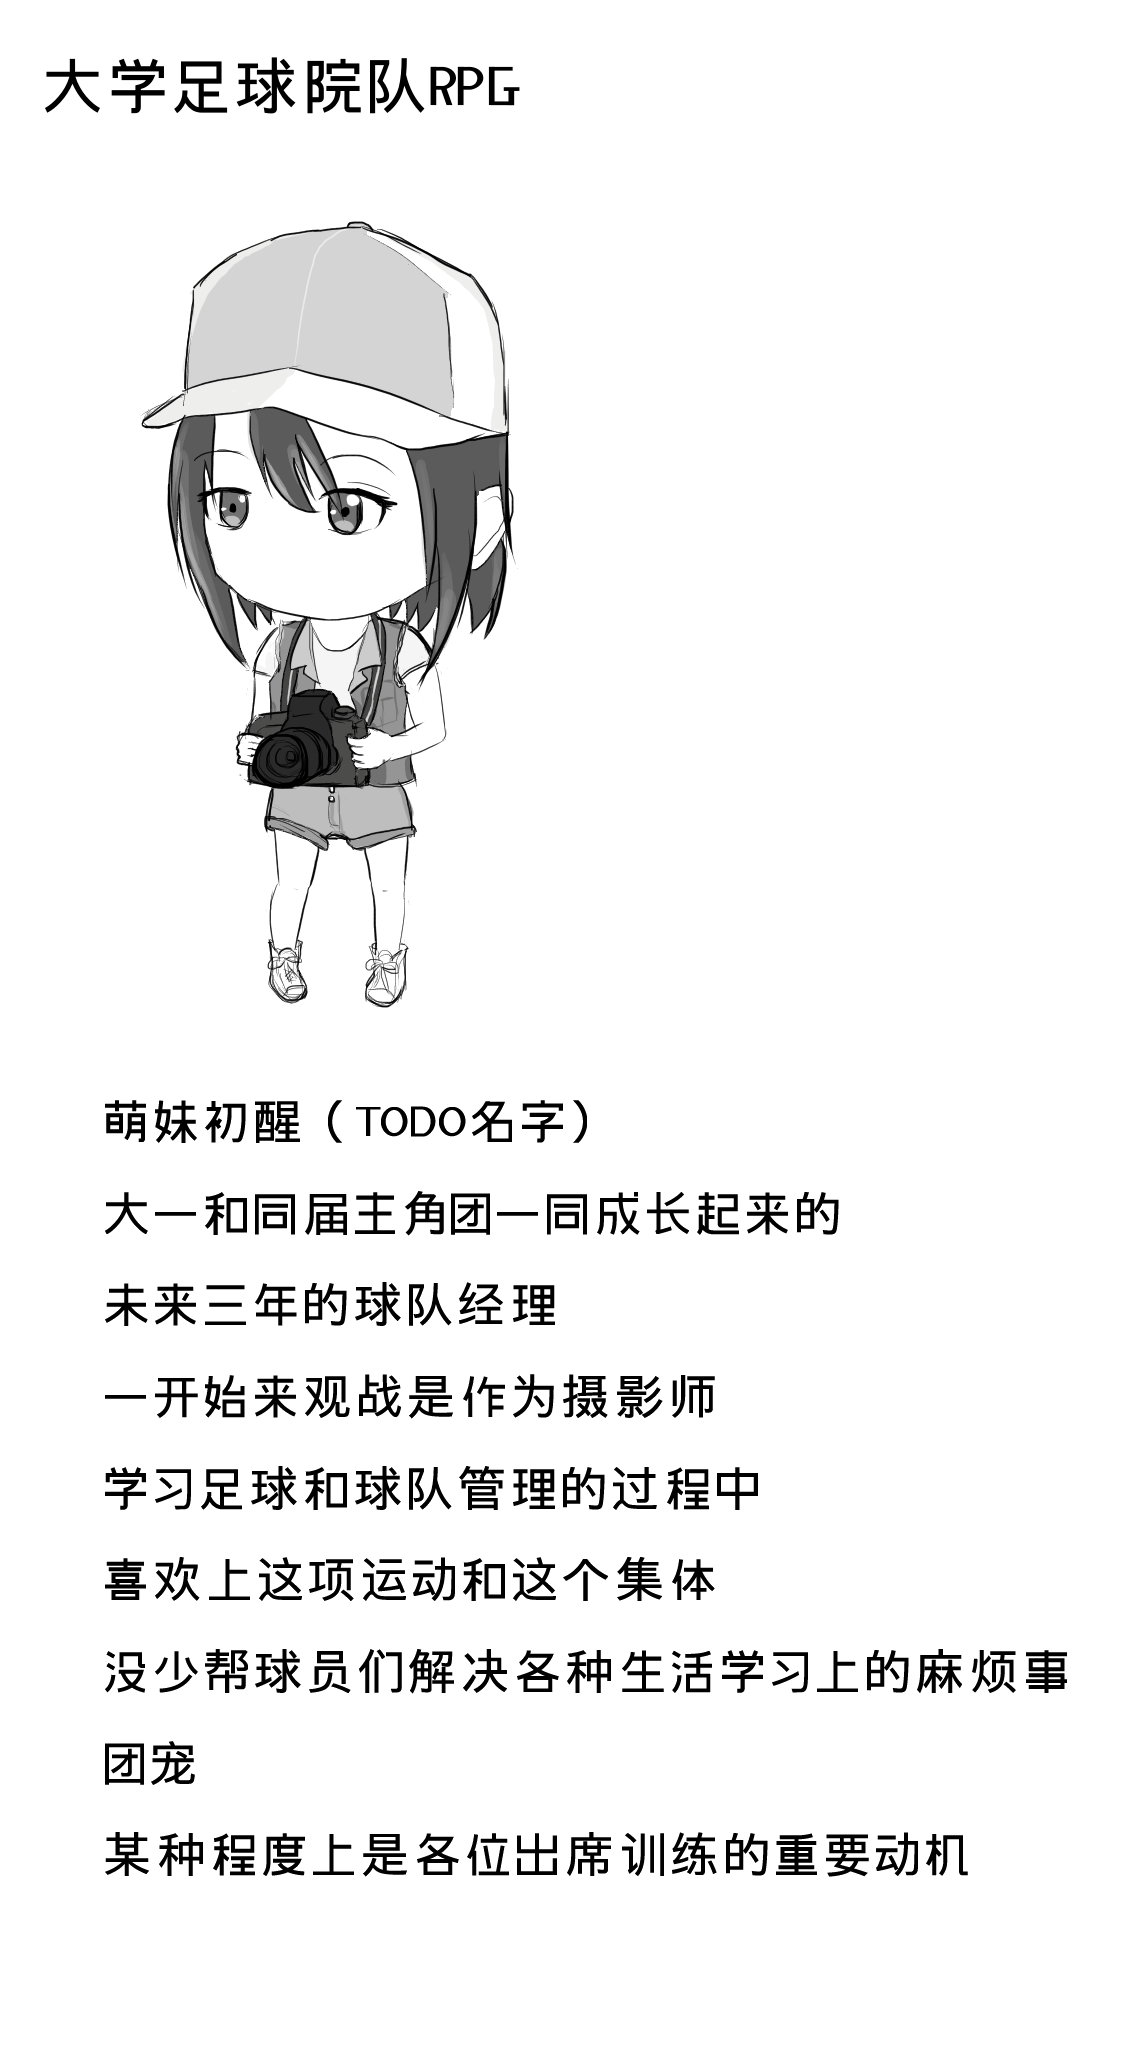 大学足球院队RPG
萌妹初醒（TODO名字）
大一和同届主角团一同成长起来的
未来三年的球队经理
一开始来观战是作为摄影师
学习足球和球队管理的过程中
喜欢上这项运动和这个集体
没少帮球员们解决各种生活学习上的麻烦事
团宠
某种程度上是各位出席训练的重要动机